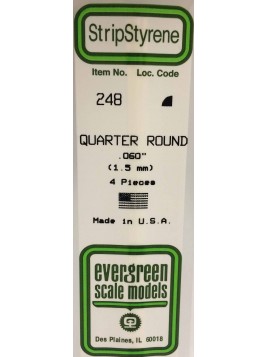 StripStyrene
Item No. Loc. Code
248
QUARTER ROUND
.060"
(1.5 mm)
4 Pieces
Made in U.S.A.
evergreen
scale models
Des Plaines, IL 60018